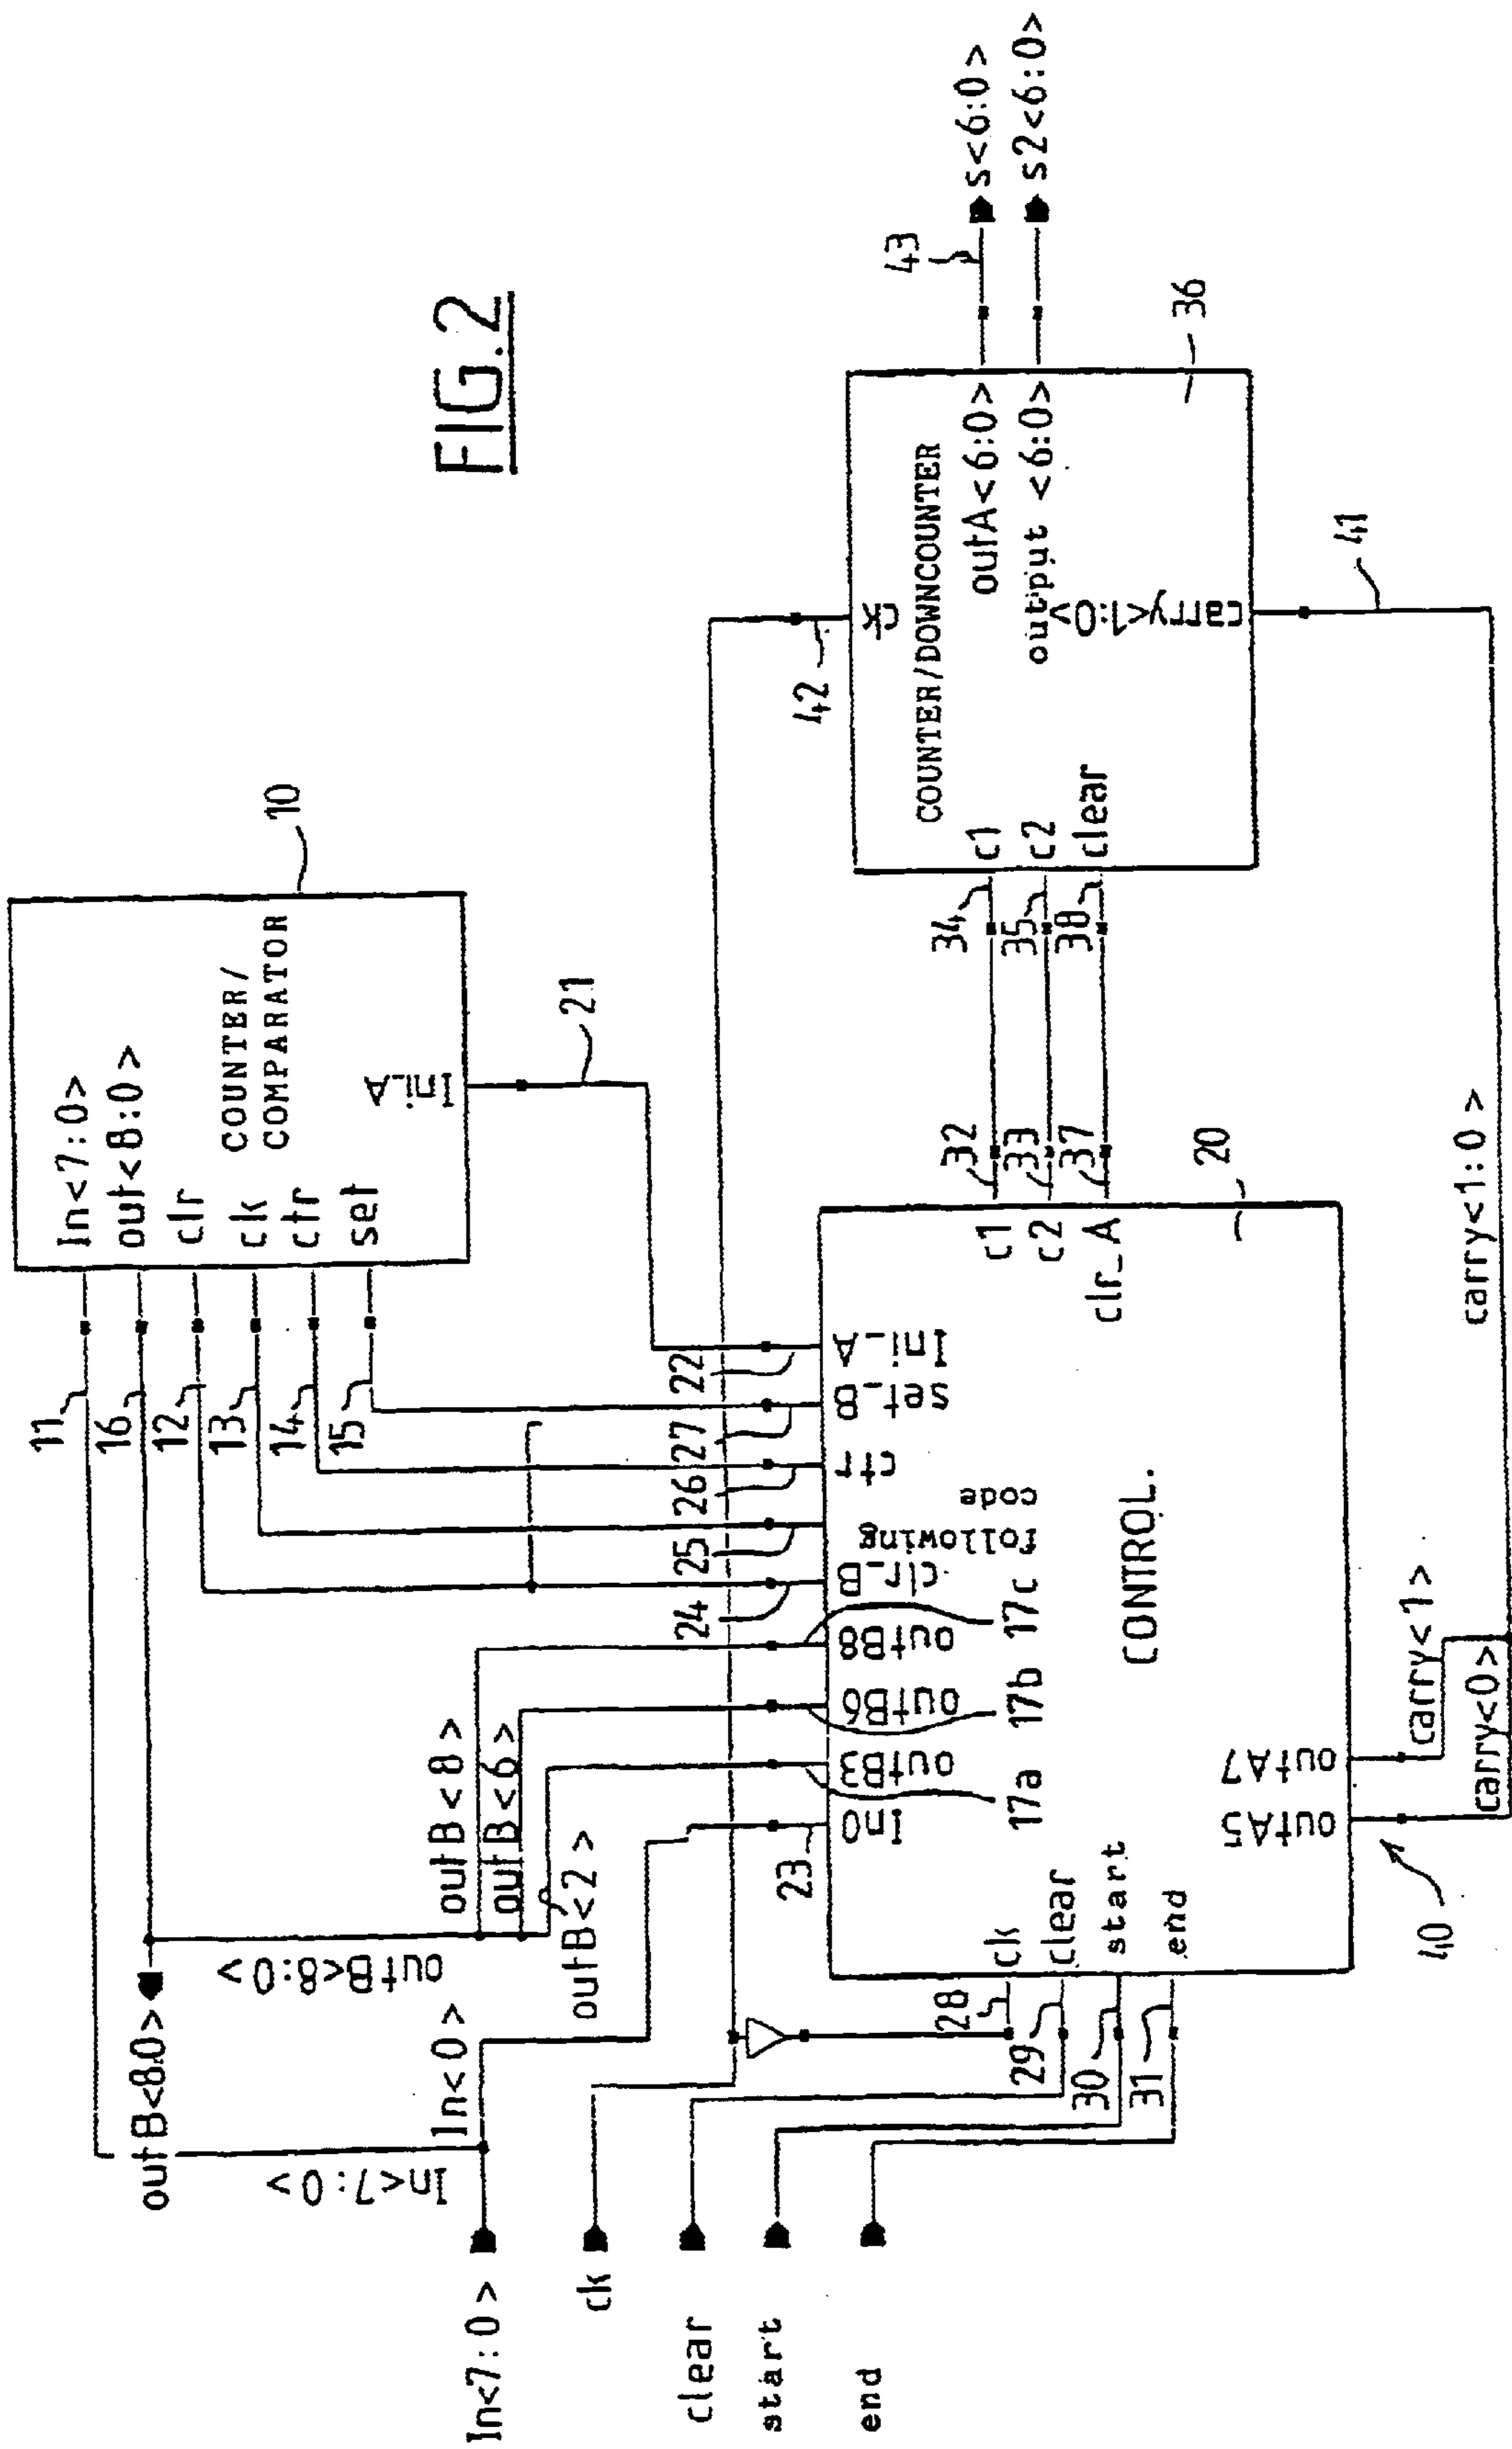 FIG.2
10
In<7:0>
out<8:0>
clr
ck
ctr
set
COUNTER/
COMPARATOR
Ini_A
11
16
12
13
14
15
21
outB<8:0>
outB<8:0>
outB<8>
outB<6>
outB<2>
In<7:0>
In<0>
In<7:0>
ck
clear
start
end
23
24
25
26
27
22
In0
outB3
outB6
outB8
clr_B
following
code
ctr
set_B
Ini_A
17a
17b
17c
28
29
30
31
ck
clear
start
end
CONTROL.
c1
c2
clr_A
20
outA5
outA7
40
carry<1>
carry<0>
carry<1:0>
32
33
37
34
35
38
42
ck
COUNTER/DOWNCOUNTER
c1
c2
clear
outA<6:0>
output <6:0>
carry<1:0>
36
41
43
s<6:0>
s2<6:0>